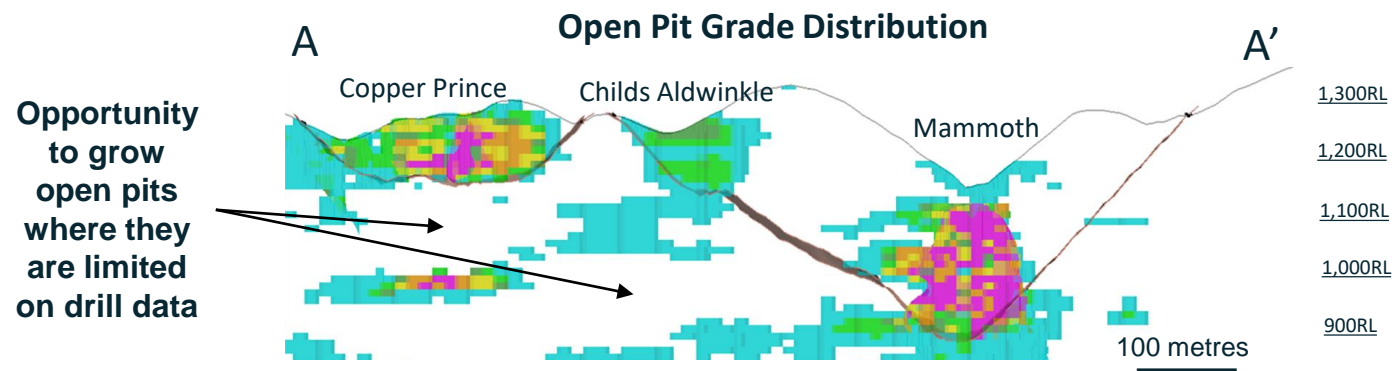 Open Pit Grade Distribution
A
A’
Copper Prince
Childs Aldwinkle
Mammoth
Opportunity
to grow
open pits
where they
are limited
on drill data
1,300RL
1,200RL
1,100RL
1,000RL
900RL
100 metres